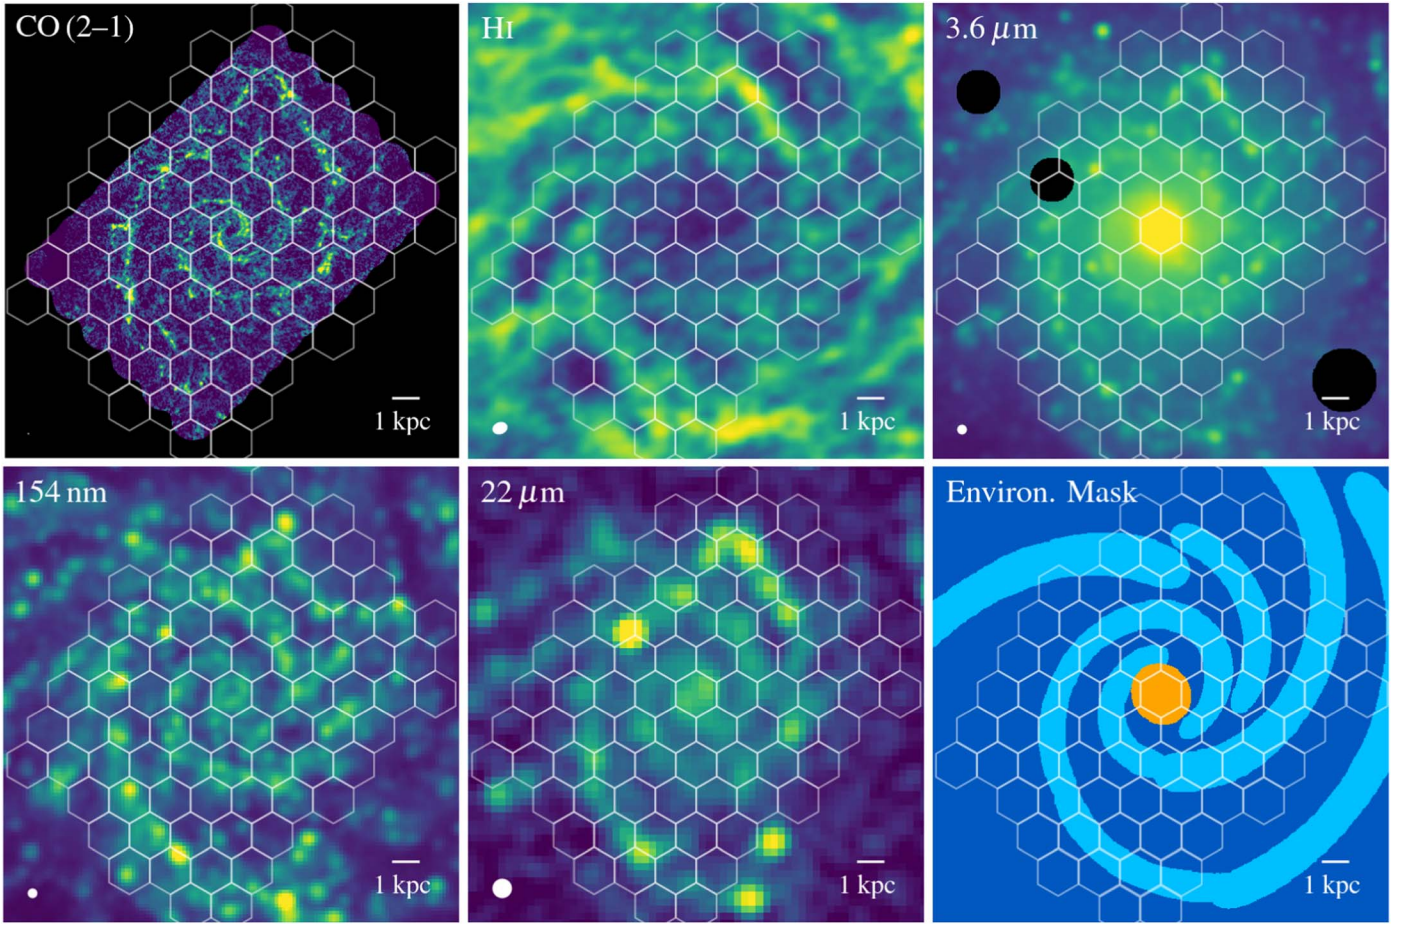 CO (2–1)
HI
3.6 μm
1 kpc
1 kpc
1 kpc
154 nm
22 μm
Environ. Mask
1 kpc
1 kpc
1 kpc